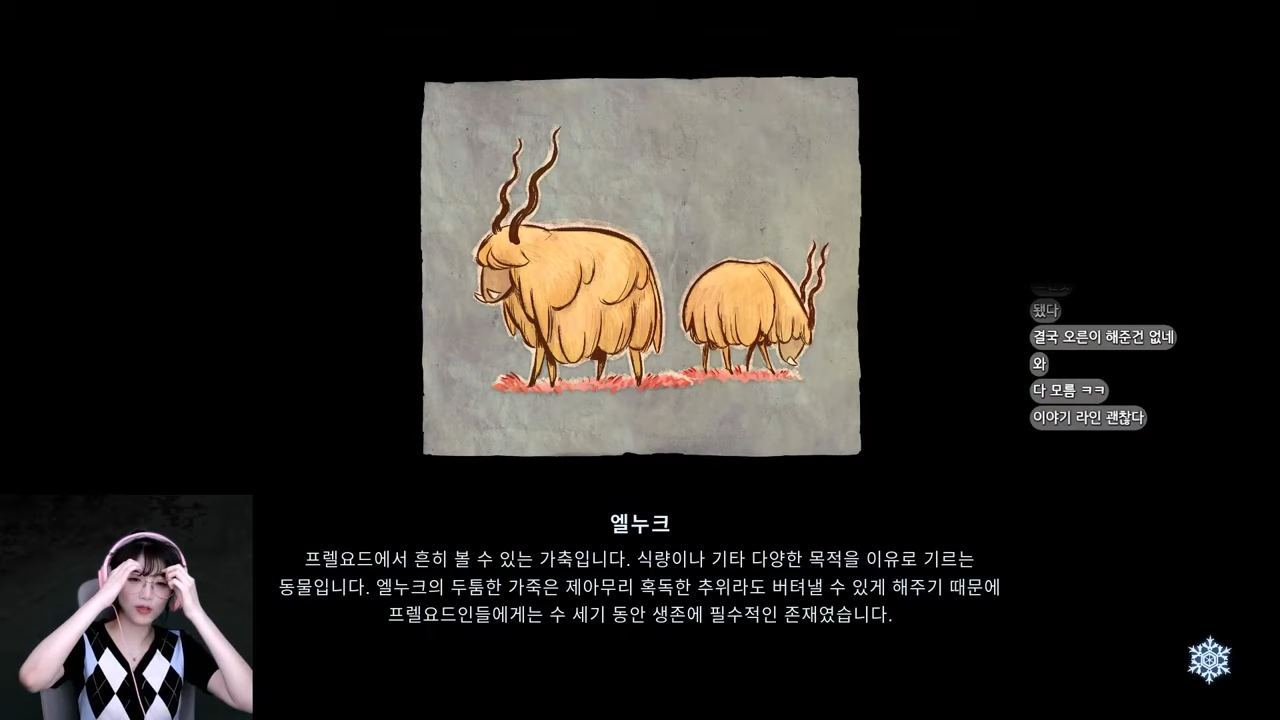 됐다
결국 오른이 해준건 없네
와
다 모름 ㅋㅋ
이야기 라인 괜찮다
엘누크
프렐요드에서 흔히 볼 수 있는 가축입니다. 식량이나 기타 다양한 목적을 이유로 기르는
동물입니다. 엘누크의 두툼한 가죽은 제아무리 혹독한 추위라도 버텨낼 수 있게 해주기 때문에
프렐요드인들에게는 수 세기 동안 생존에 필수적인 존재였습니다.